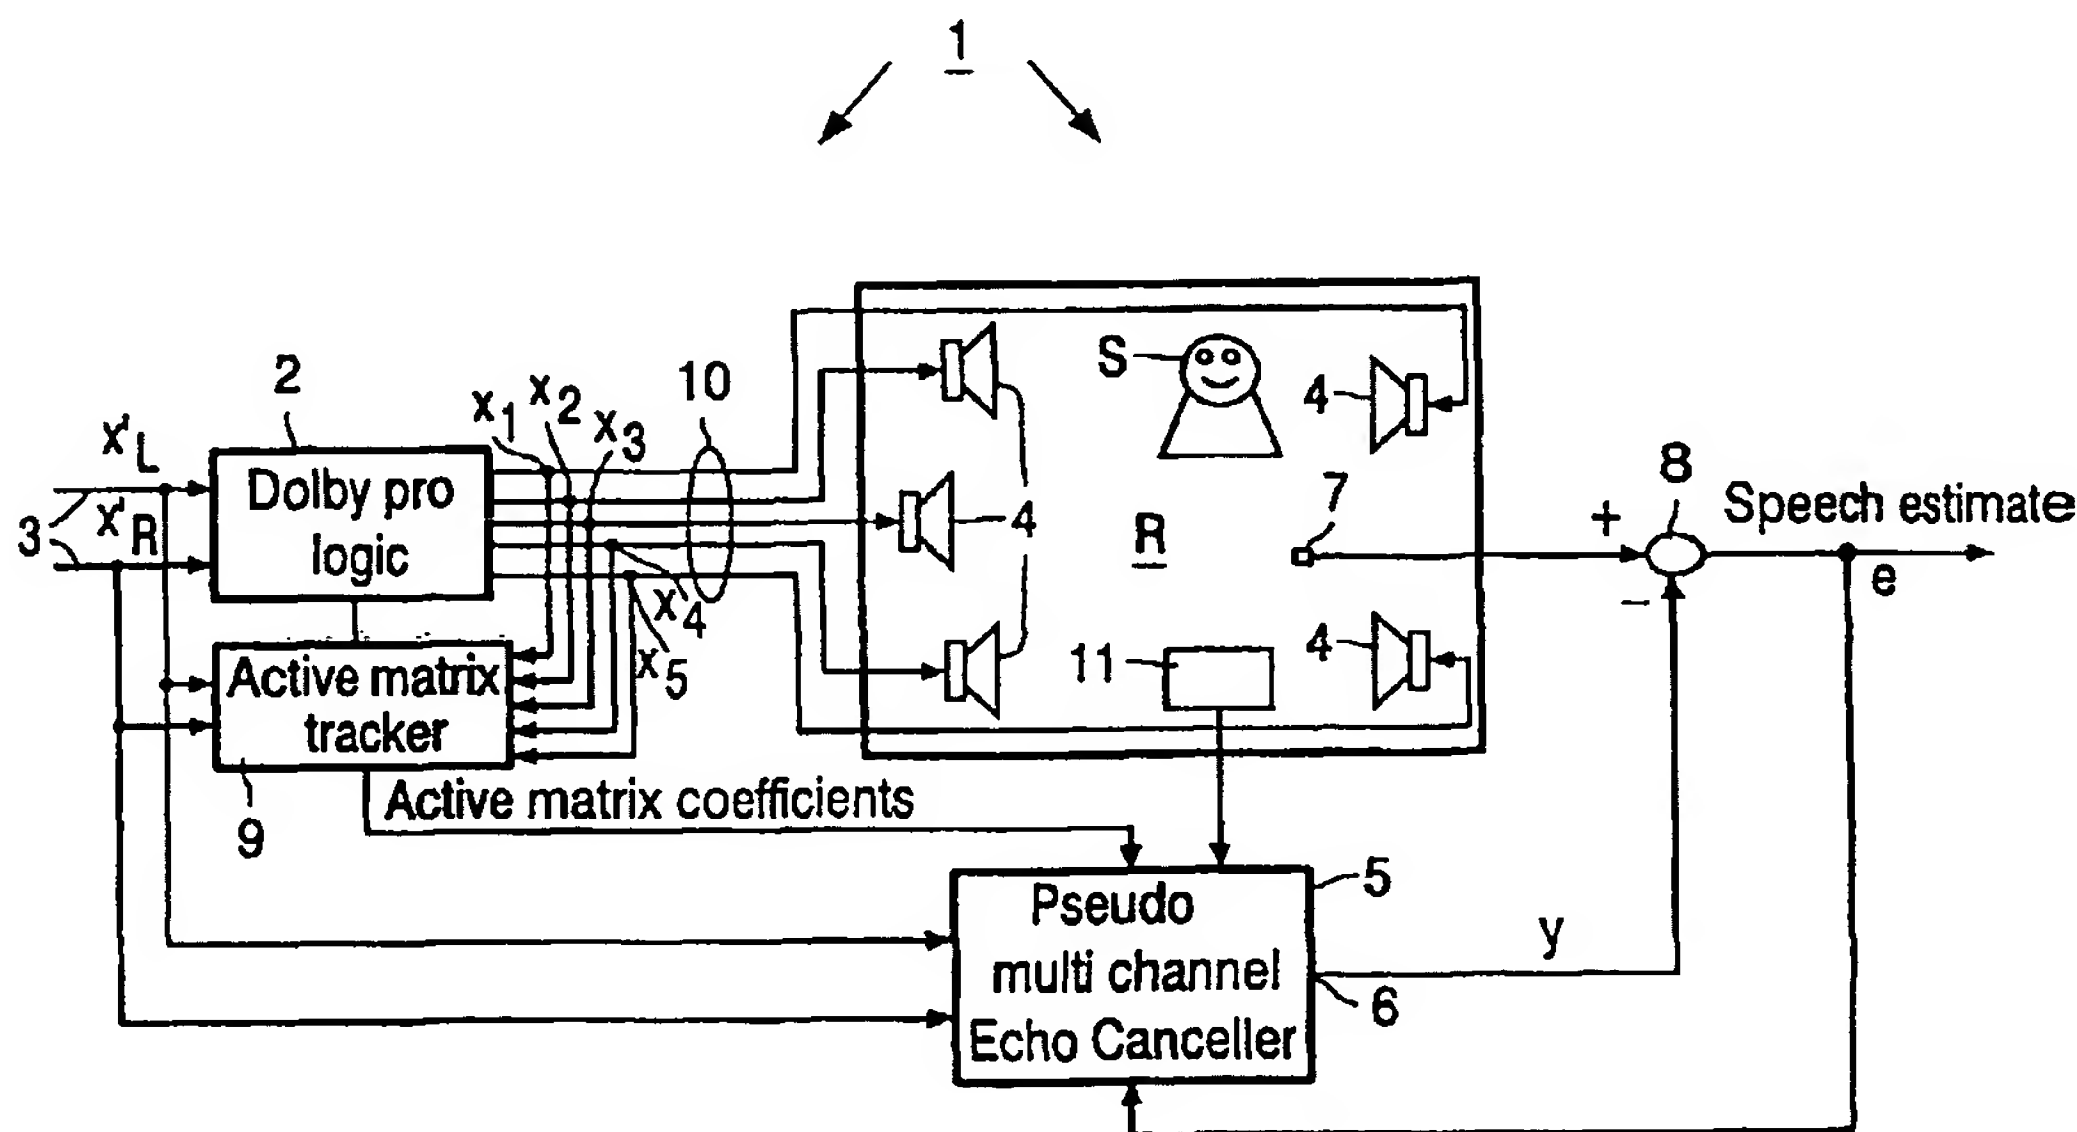 1
2
x'L
x'R
3
Dolby pro
logic
x1
x2
x3
10
x4
x5
S
4
4
R
7
4
11
8
+
−
Speech estimate
e
Active matrix
tracker
9
Active matrix coefficients
Pseudo
multi channel
Echo Canceller
5
6
y